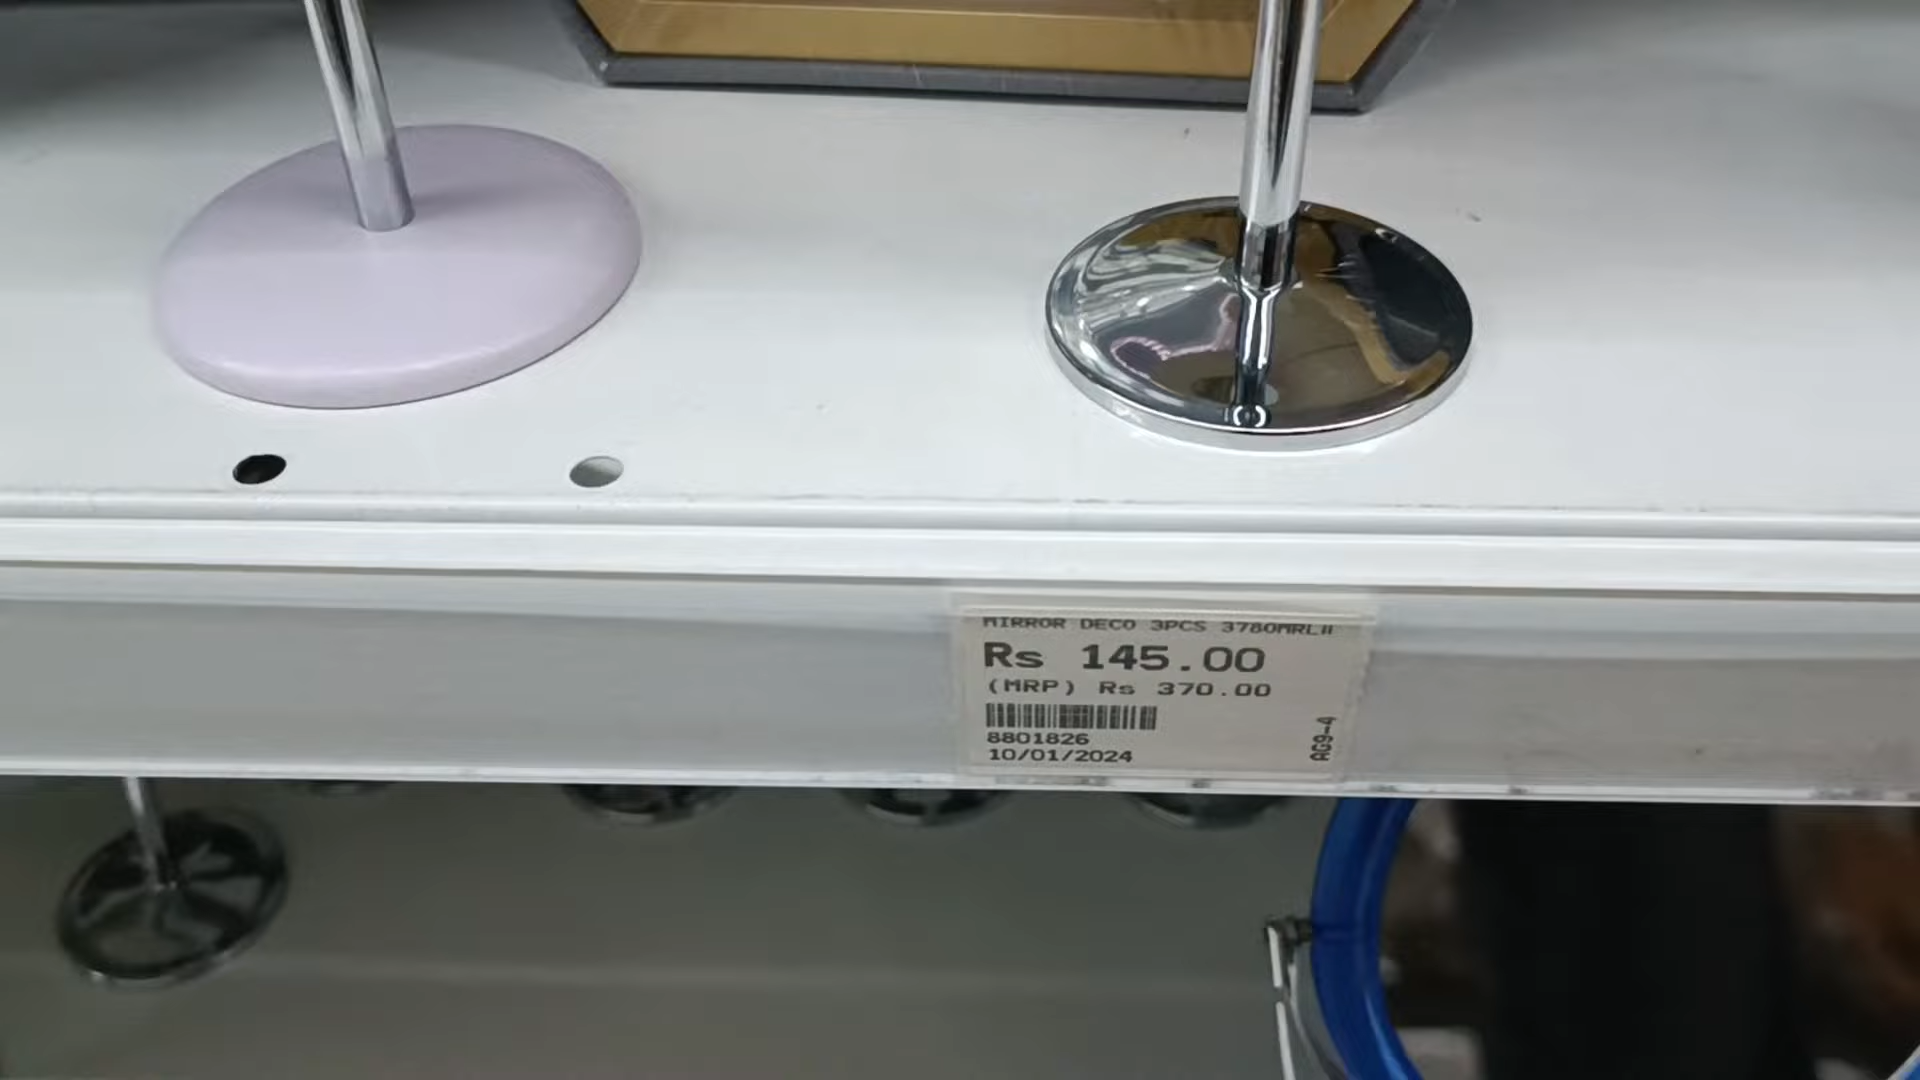 MIRROR DECO 3PCS 3780MRL#
Rs 145.00
(MRP) Rs 370.00
8801826
10/01/2024
AG9-4